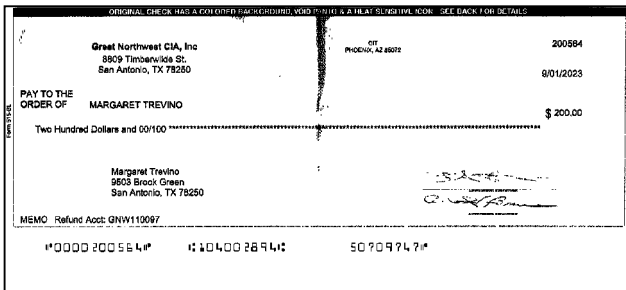 ORIGINAL CHECK HAS A COLORED BACKGROUND, VOID PANTO & A HEAT SENSITIVE ICON SEE BACK FOR DETAILS
Great Northwest CIA, Inc
8809 Timberwilde St.
San Antonio, TX 78250
CIT
PHOENIX, AZ 85072
200564
9/01/2023
PAY TO THE
ORDER OF MARGARET TREVINO
$ 200.00
Two Hundred Dollars and 00/100
Margaret Trevino
9503 Brook Green
San Antonio, TX 78250
MEMO Refund Acct: GNW110097
⑈0000200564⑈ ⑆104002894⑆ 50709747⑈